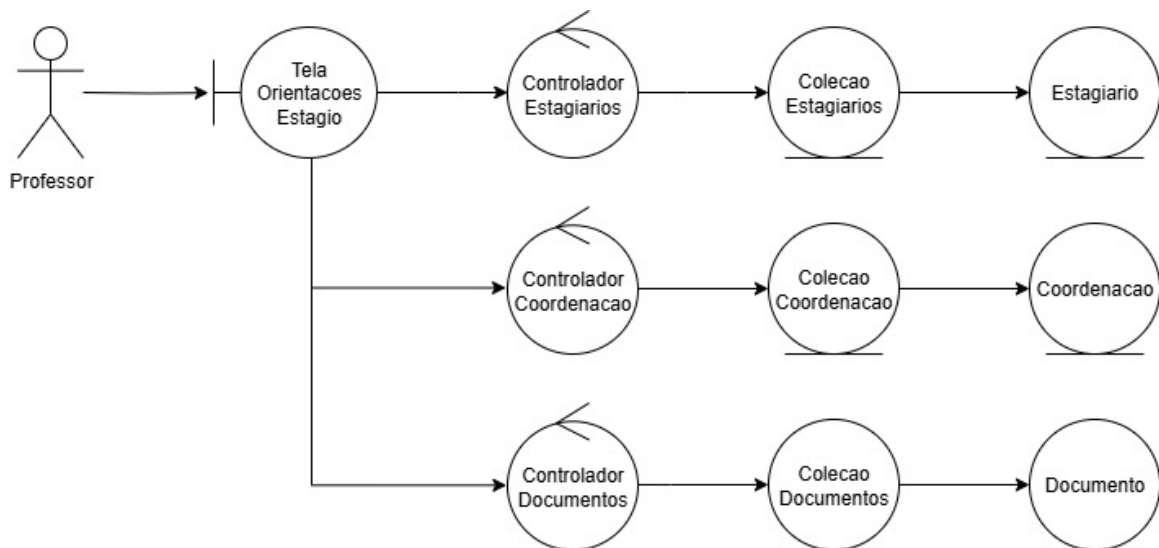 Tela
Orientacoes
Estagio
Controlador
Estagiarios
Colecao
Estagiarios
Estagiario
Professor
Controlador
Coordenacao
Colecao
Coordenacao
Coordenacao
Controlador
Documentos
Colecao
Documentos
Documento